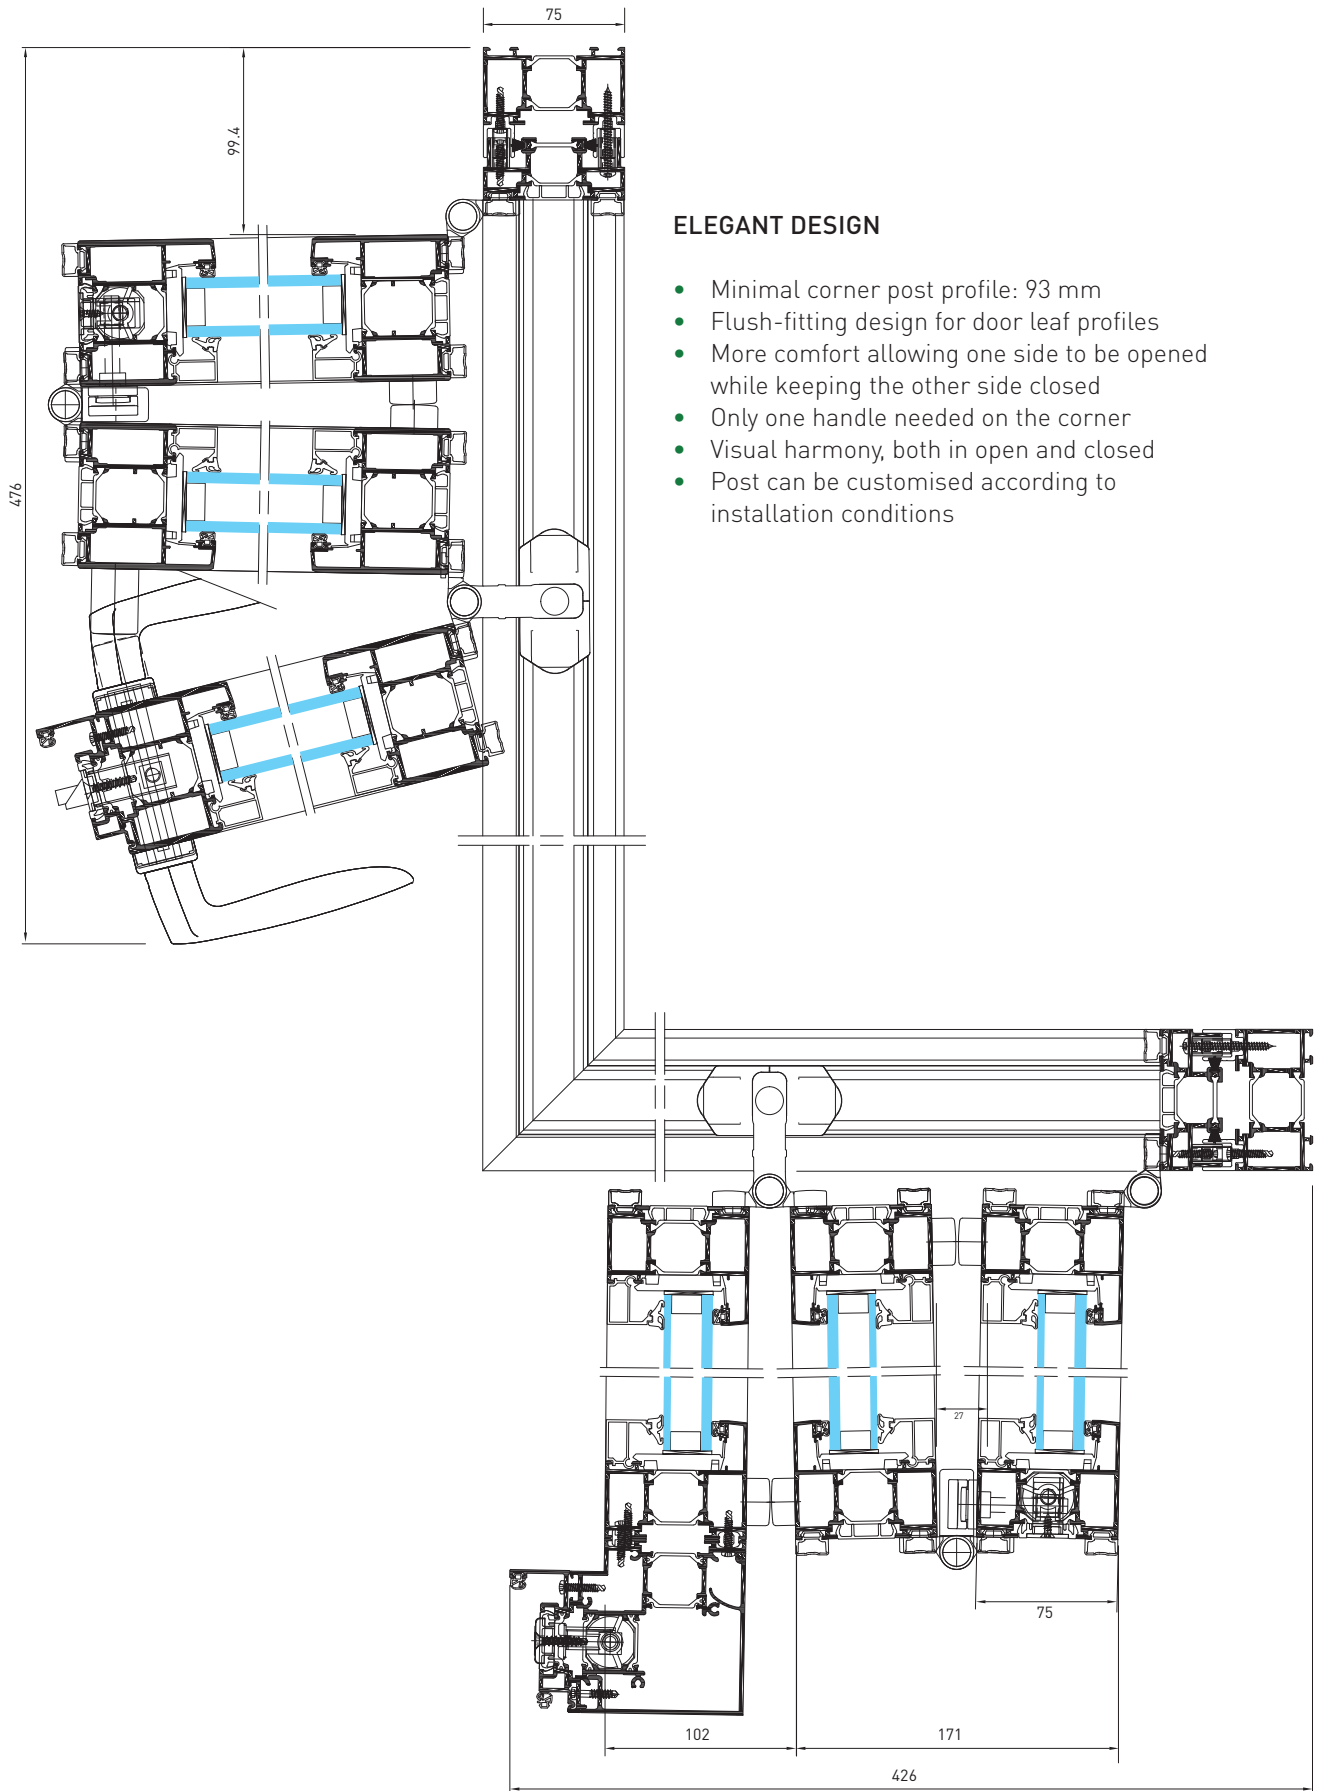 75
99.4
ELEGANT DESIGN
• Minimal corner post profile: 93 mm
• Flush-fitting design for door leaf profiles
• More comfort allowing one side to be opened
while keeping the other side closed
• Only one handle needed on the corner
• Visual harmony, both in open and closed
• Post can be customised according to
installation conditions
476
27
75
102
171
426